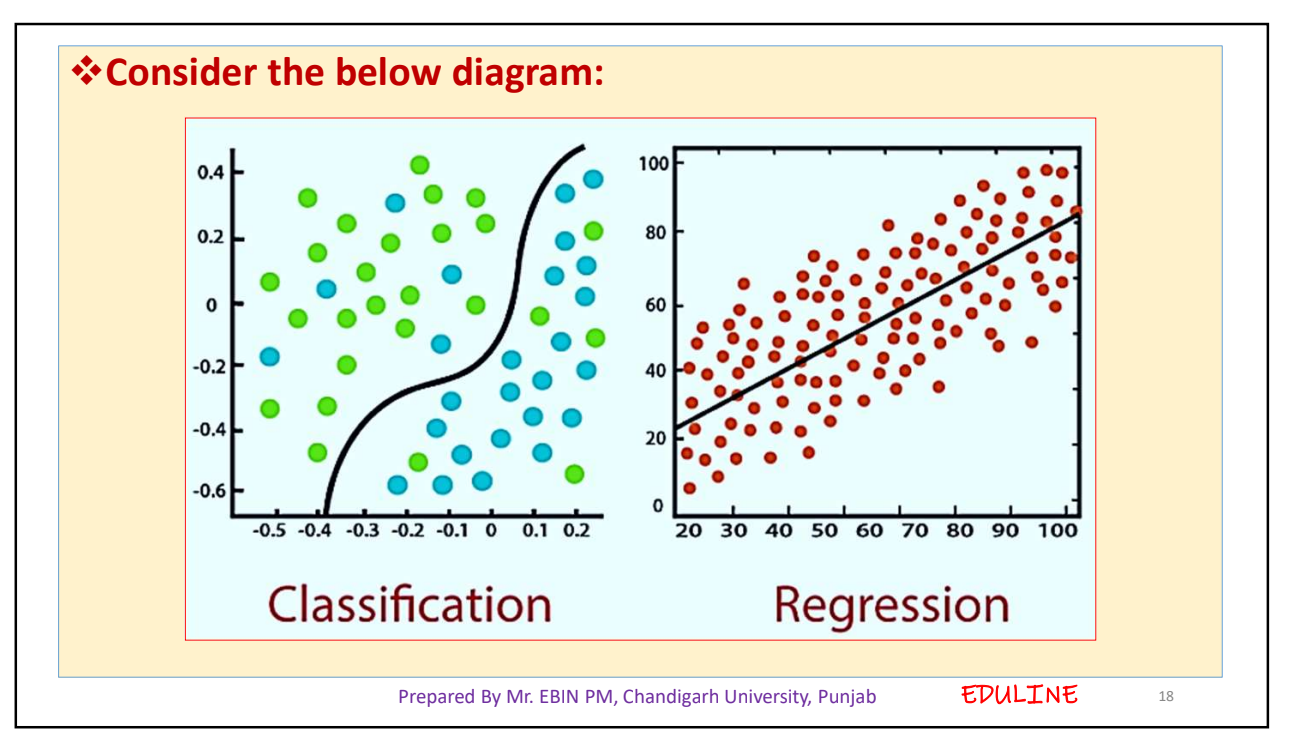 ❖Consider the below diagram:
0.4
0.2
0
-0.2
-0.4
-0.6
-0.5 -0.4 -0.3 -0.2 -0.1 0 0.1 0.2
Classification
100
80
60
40
20
0
20 30 40 50 60 70 80 90 100
Regression
Prepared By Mr. EBIN PM, Chandigarh University, Punjab
EDULINE
18